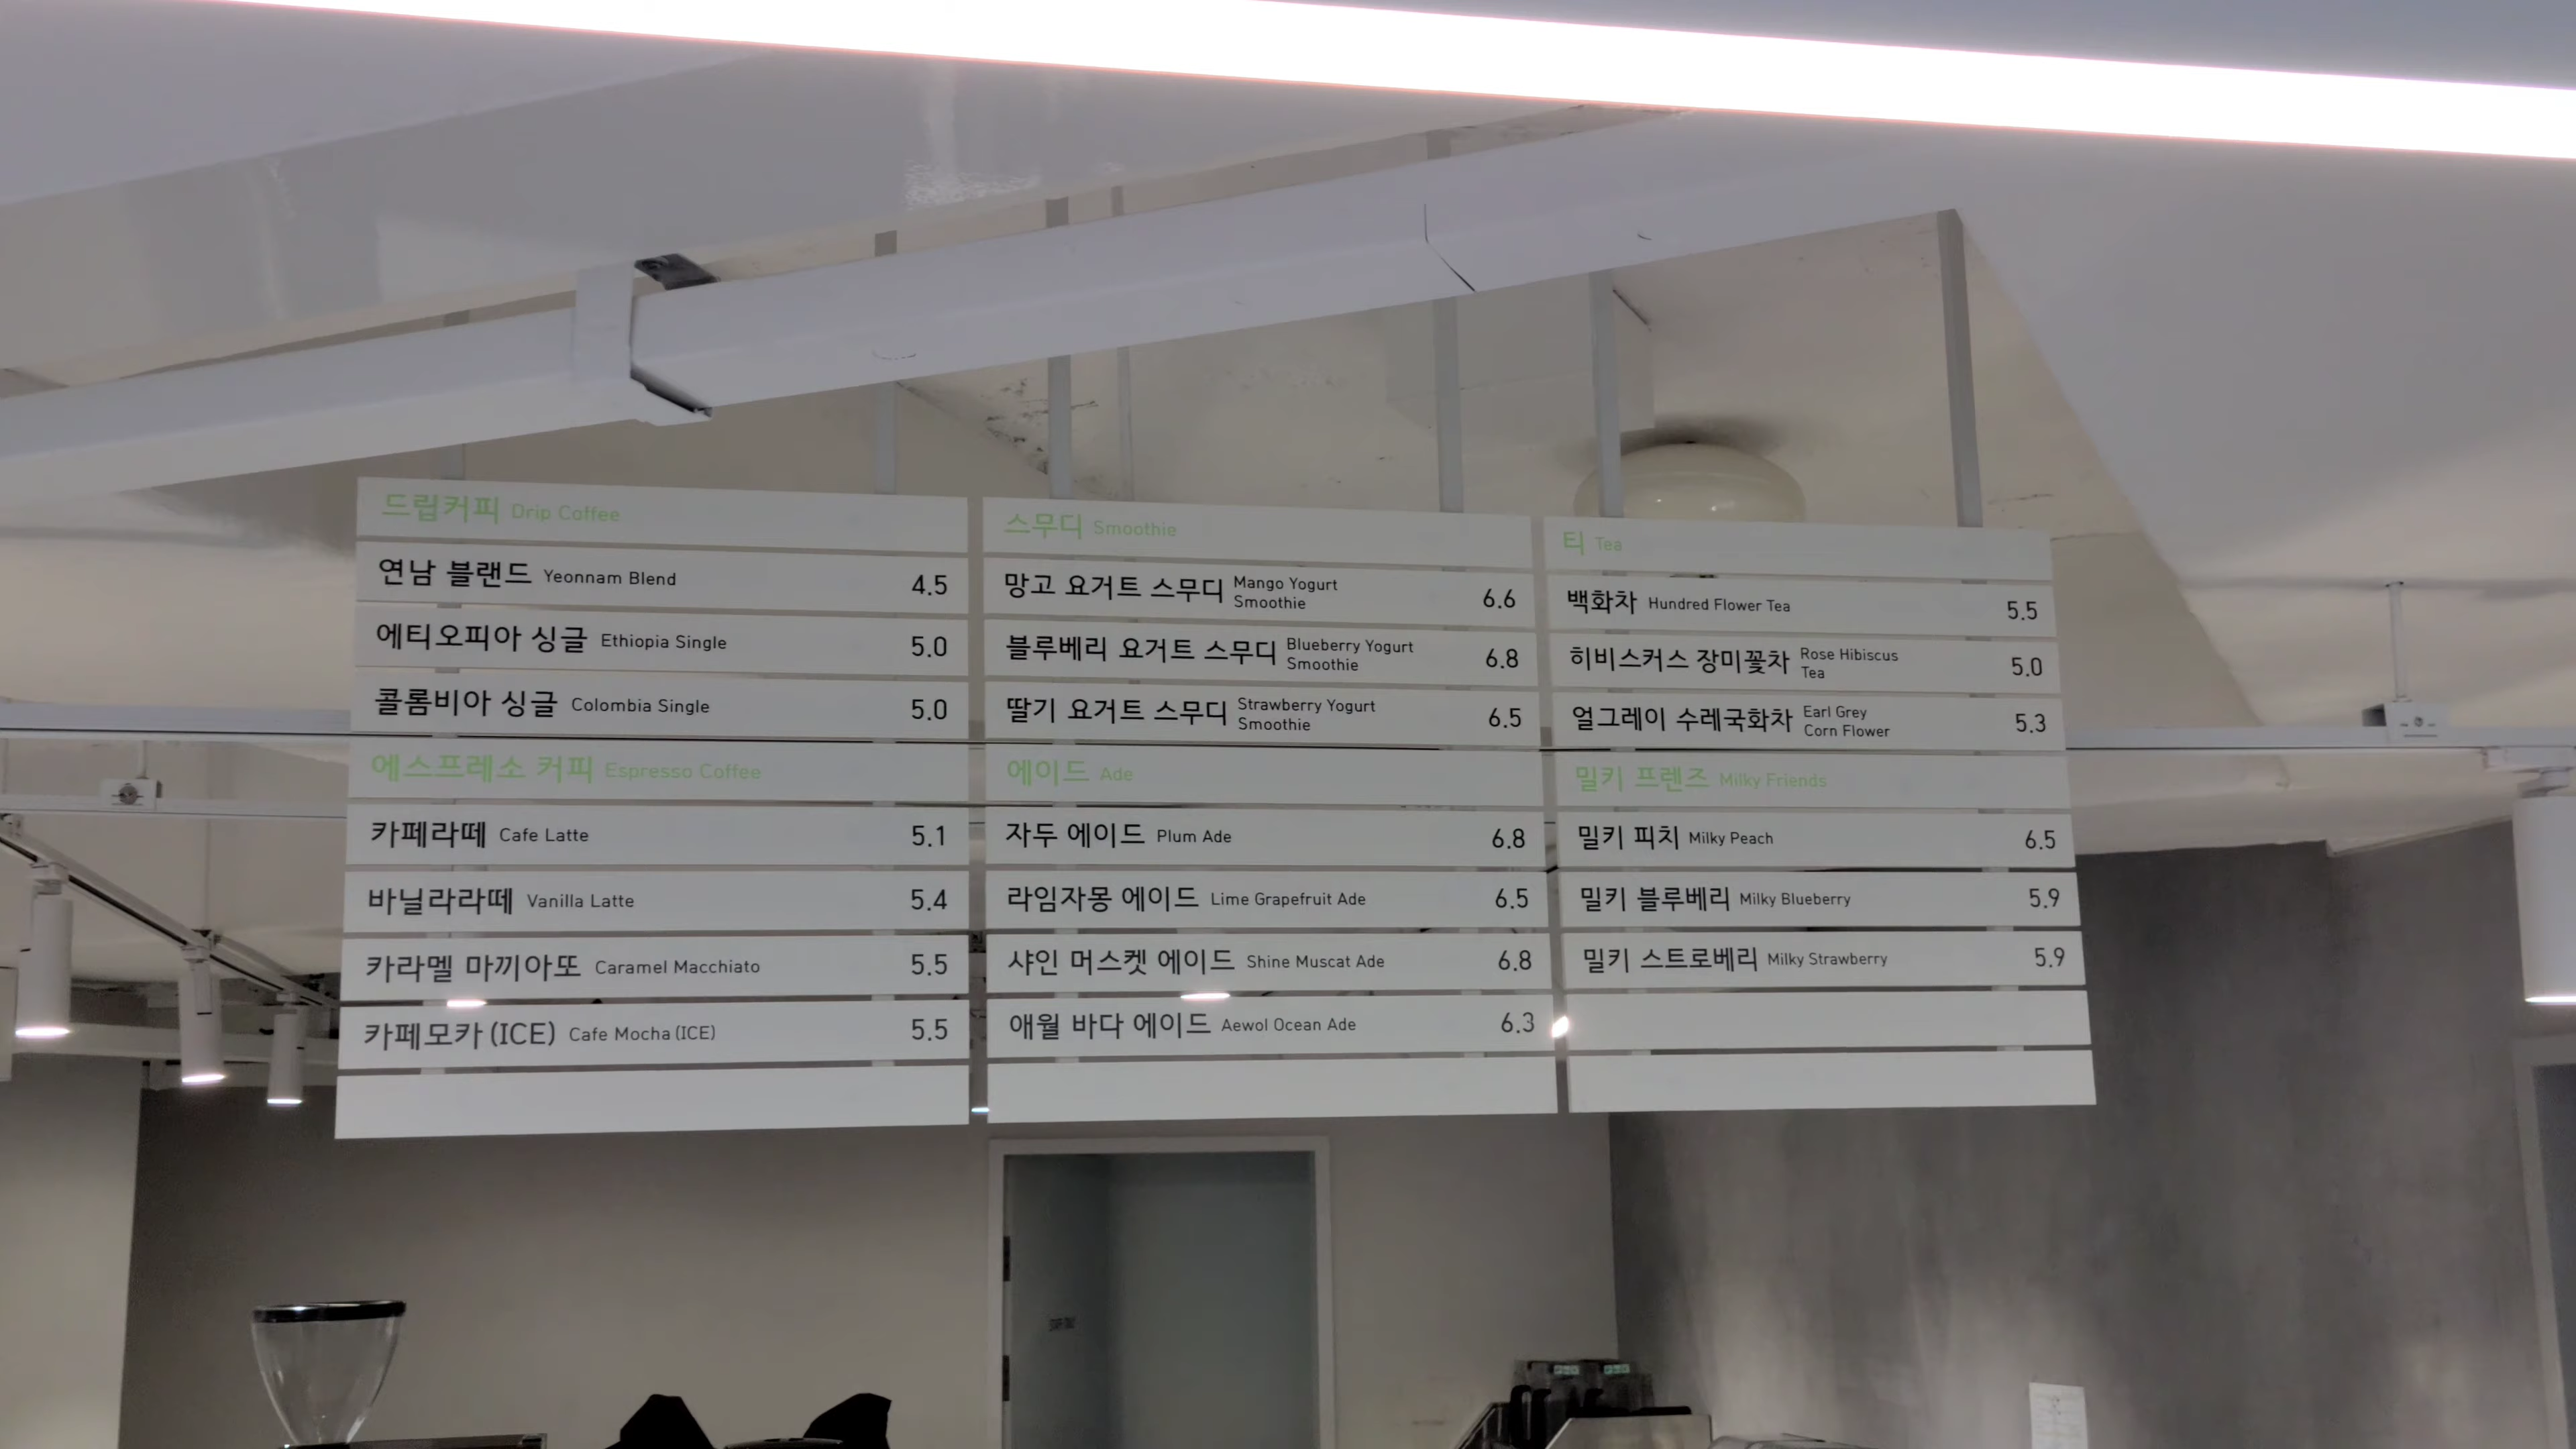 드립커피 Drip Coffee
연남 블랜드 Yeonnam Blend 4.5
에티오피아 싱글 Ethiopia Single 5.0
콜롬비아 싱글 Colombia Single 5.0
에스프레소 커피 Espresso Coffee
카페라떼 Cafe Latte 5.1
바닐라라떼 Vanilla Latte 5.4
카라멜 마끼아또 Caramel Macchiato 5.5
카페모카 (ICE) Cafe Mocha (ICE) 5.5
스무디 Smoothie
망고 요거트 스무디 Mango Yogurt Smoothie 6.6
블루베리 요거트 스무디 Blueberry Yogurt Smoothie 6.8
딸기 요거트 스무디 Strawberry Yogurt Smoothie 6.5
에이드 Ade
자두 에이드 Plum Ade 6.8
라임자몽 에이드 Lime Grapefruit Ade 6.5
샤인 머스켓 에이드 Shine Muscat Ade 6.8
애월 바다 에이드 Aewol Ocean Ade 6.3
티 Tea
백화차 Hundred Flower Tea 5.5
히비스커스 장미꽃차 Rose Hibiscus Tea 5.0
얼그레이 수레국화차 Earl Grey Corn Flower 5.3
밀키 프렌즈 Milky Friends
밀키 피치 Milky Peach 6.5
밀키 블루베리 Milky Blueberry 5.9
밀키 스트로베리 Milky Strawberry 5.9